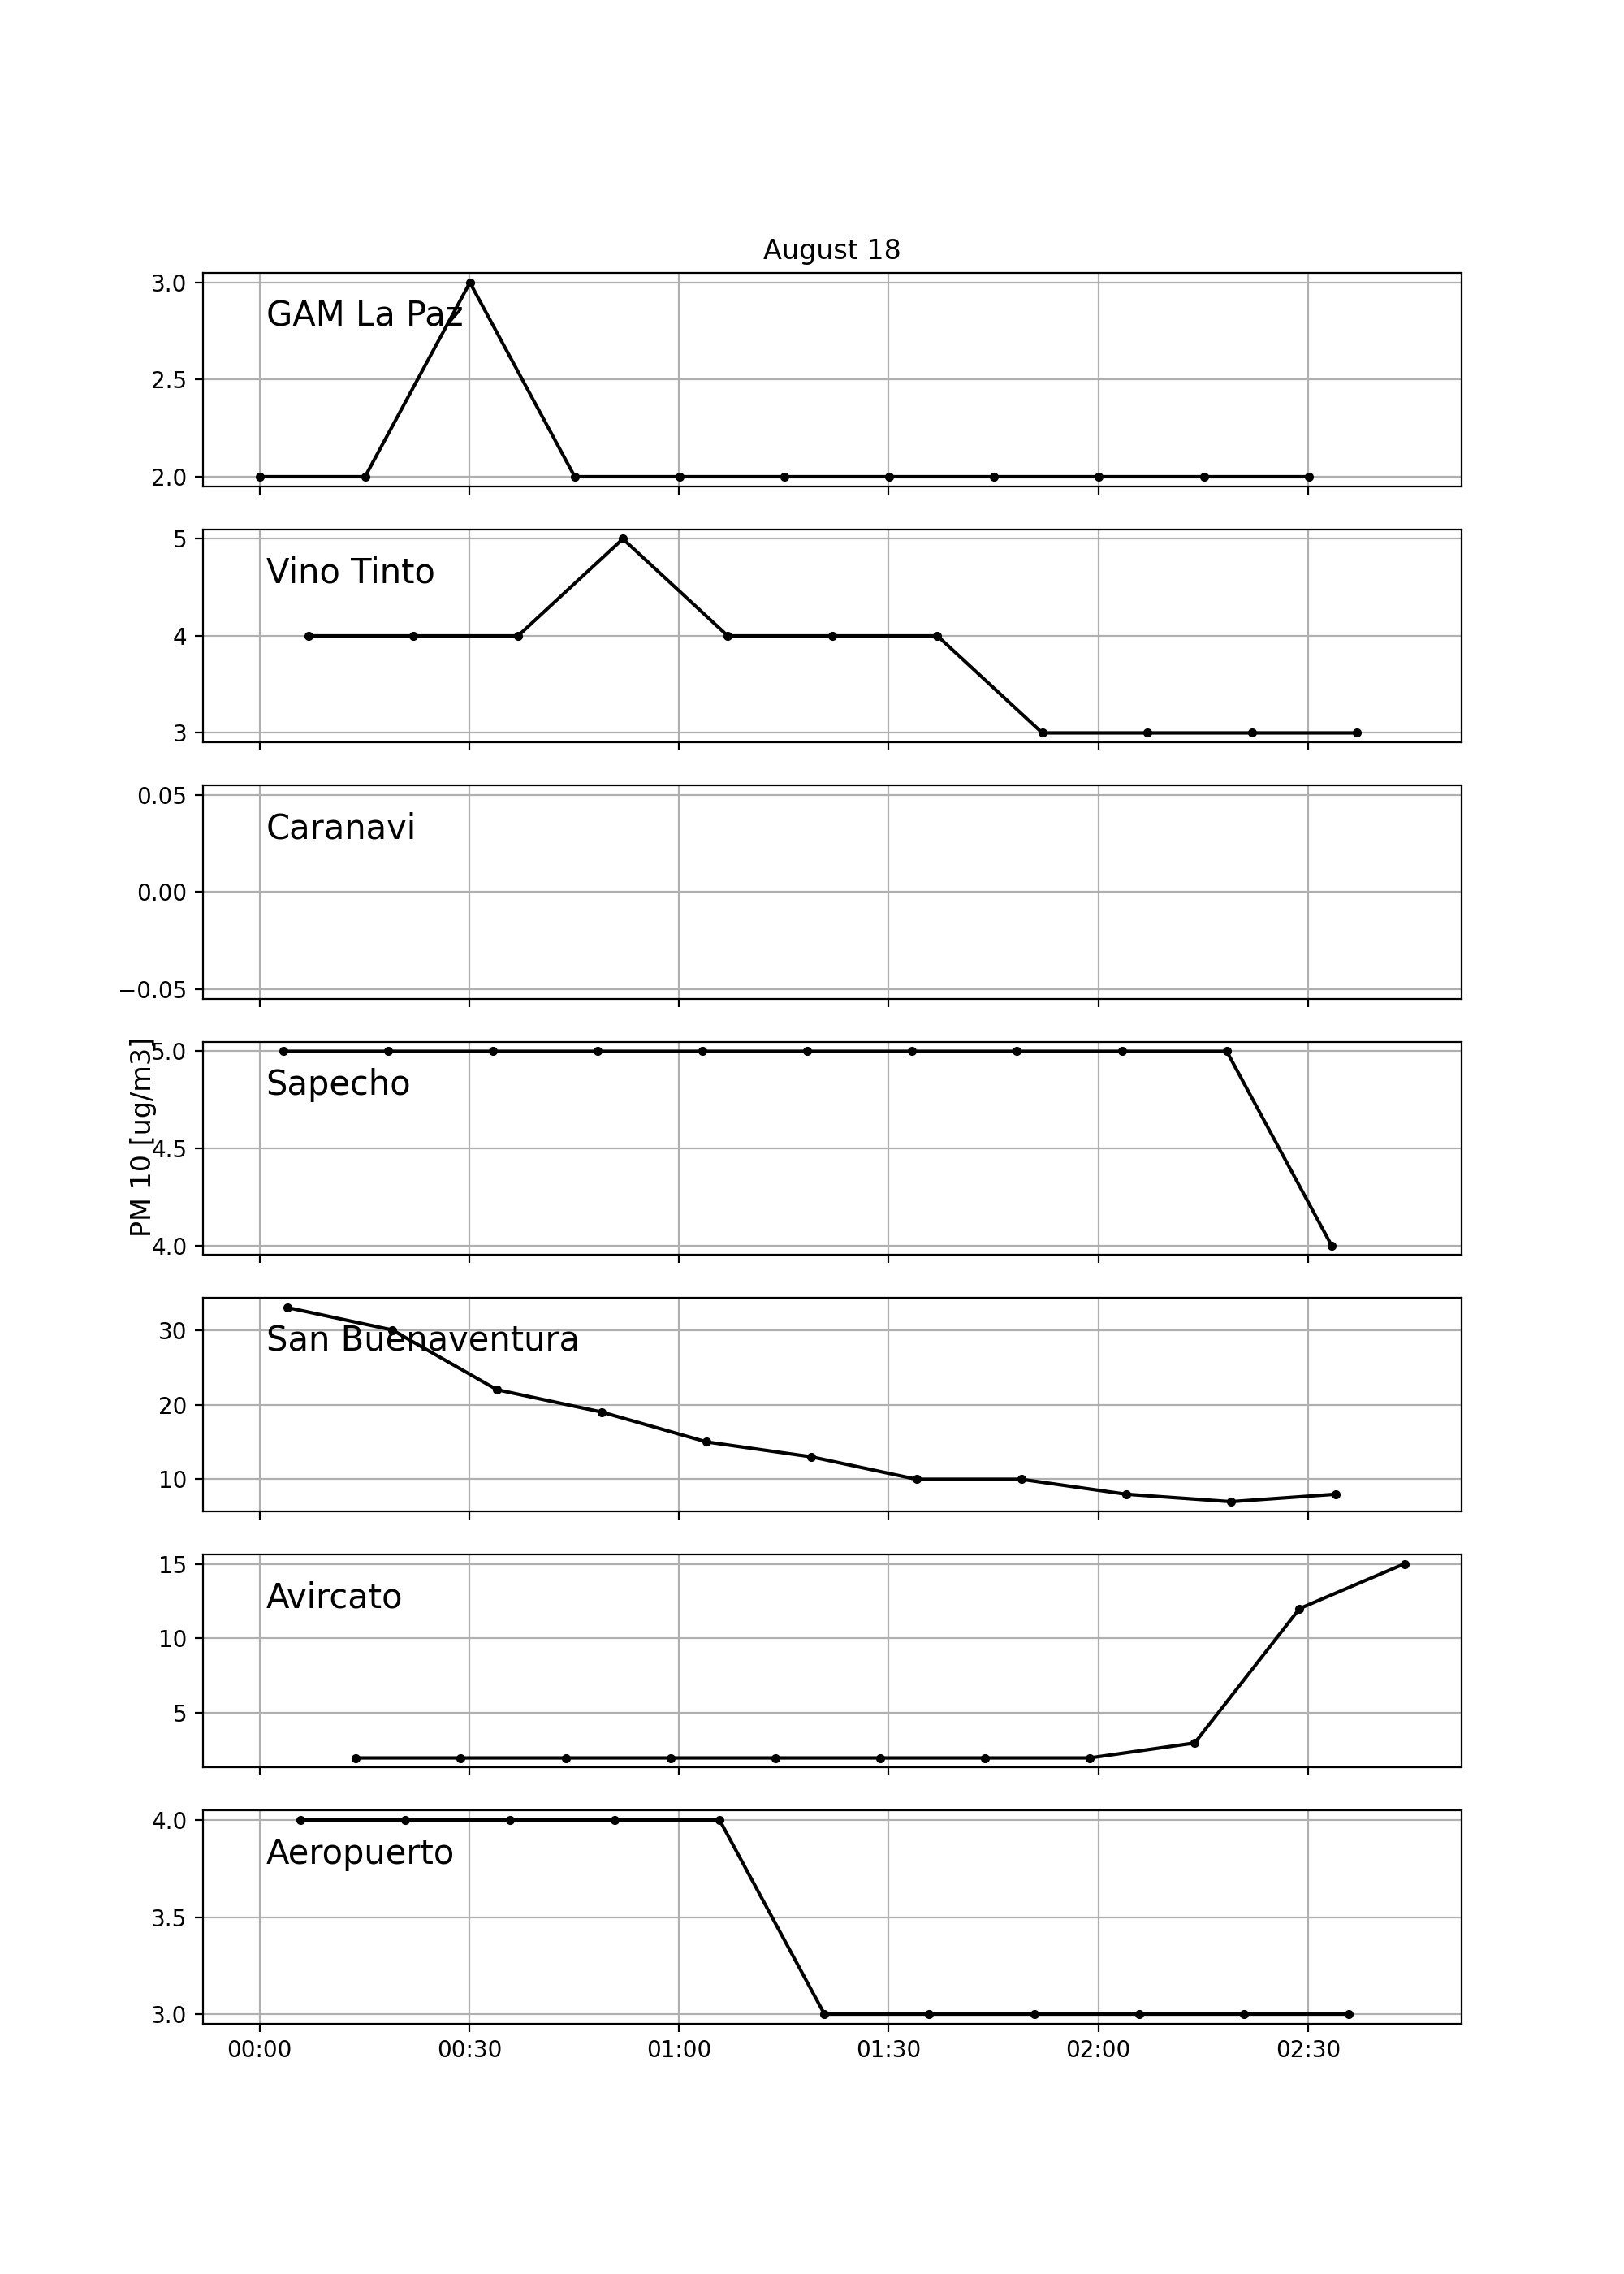 August 18
3.0
GAM La Paz
2.5
2.0
5
Vino Tinto
4
3
0.05
Caranavi
0.00
−0.05
PM 10 [ug/m3]
5.0
Sapecho
4.5
4.0
30
San Buenaventura
20
10
15
Avircato
10
5
4.0
Aeropuerto
3.5
3.0
00:00 00:30 01:00 01:30 02:00 02:30